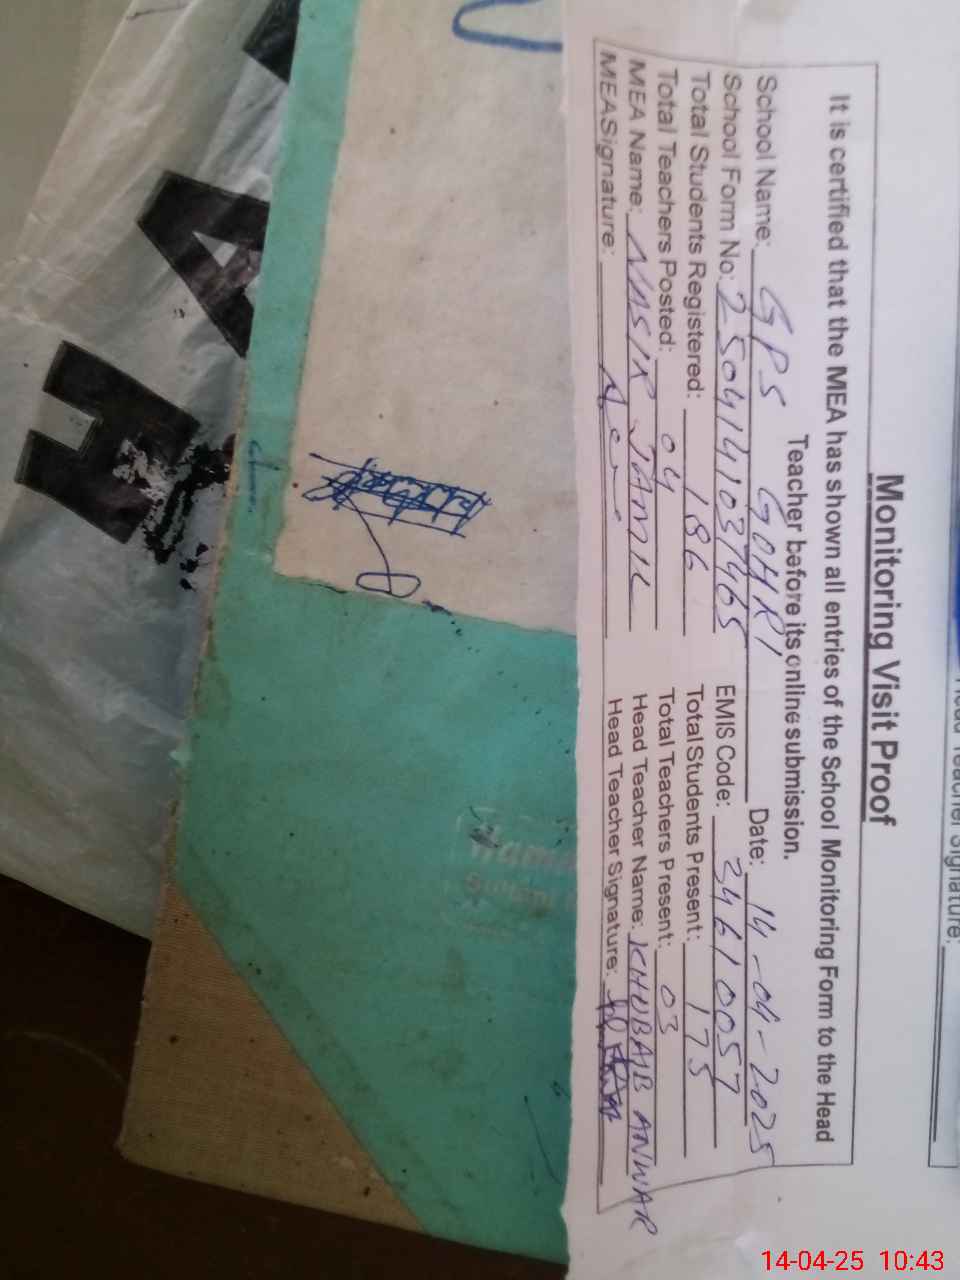 Monitoring Visit Proof
It is certified that the MEA has shown all entries of the School Monitoring Form to the Head
Teacher before its online submission.
School Name: GPS GOHRI Date: 14-04-2025
School Form No: 2504141037465 EMIS Code: 34610057
Total Students Registered: 186 Total Students Present: 175
Total Teachers Posted: 04 Total Teachers Present: 03
MEA Name: NASIR JAMIL Head Teacher Name: KHUBAIB ANWAR
MEASignature: Head Teacher Signature:
Head Teacher Signature:
HA
14-04-25 10:43